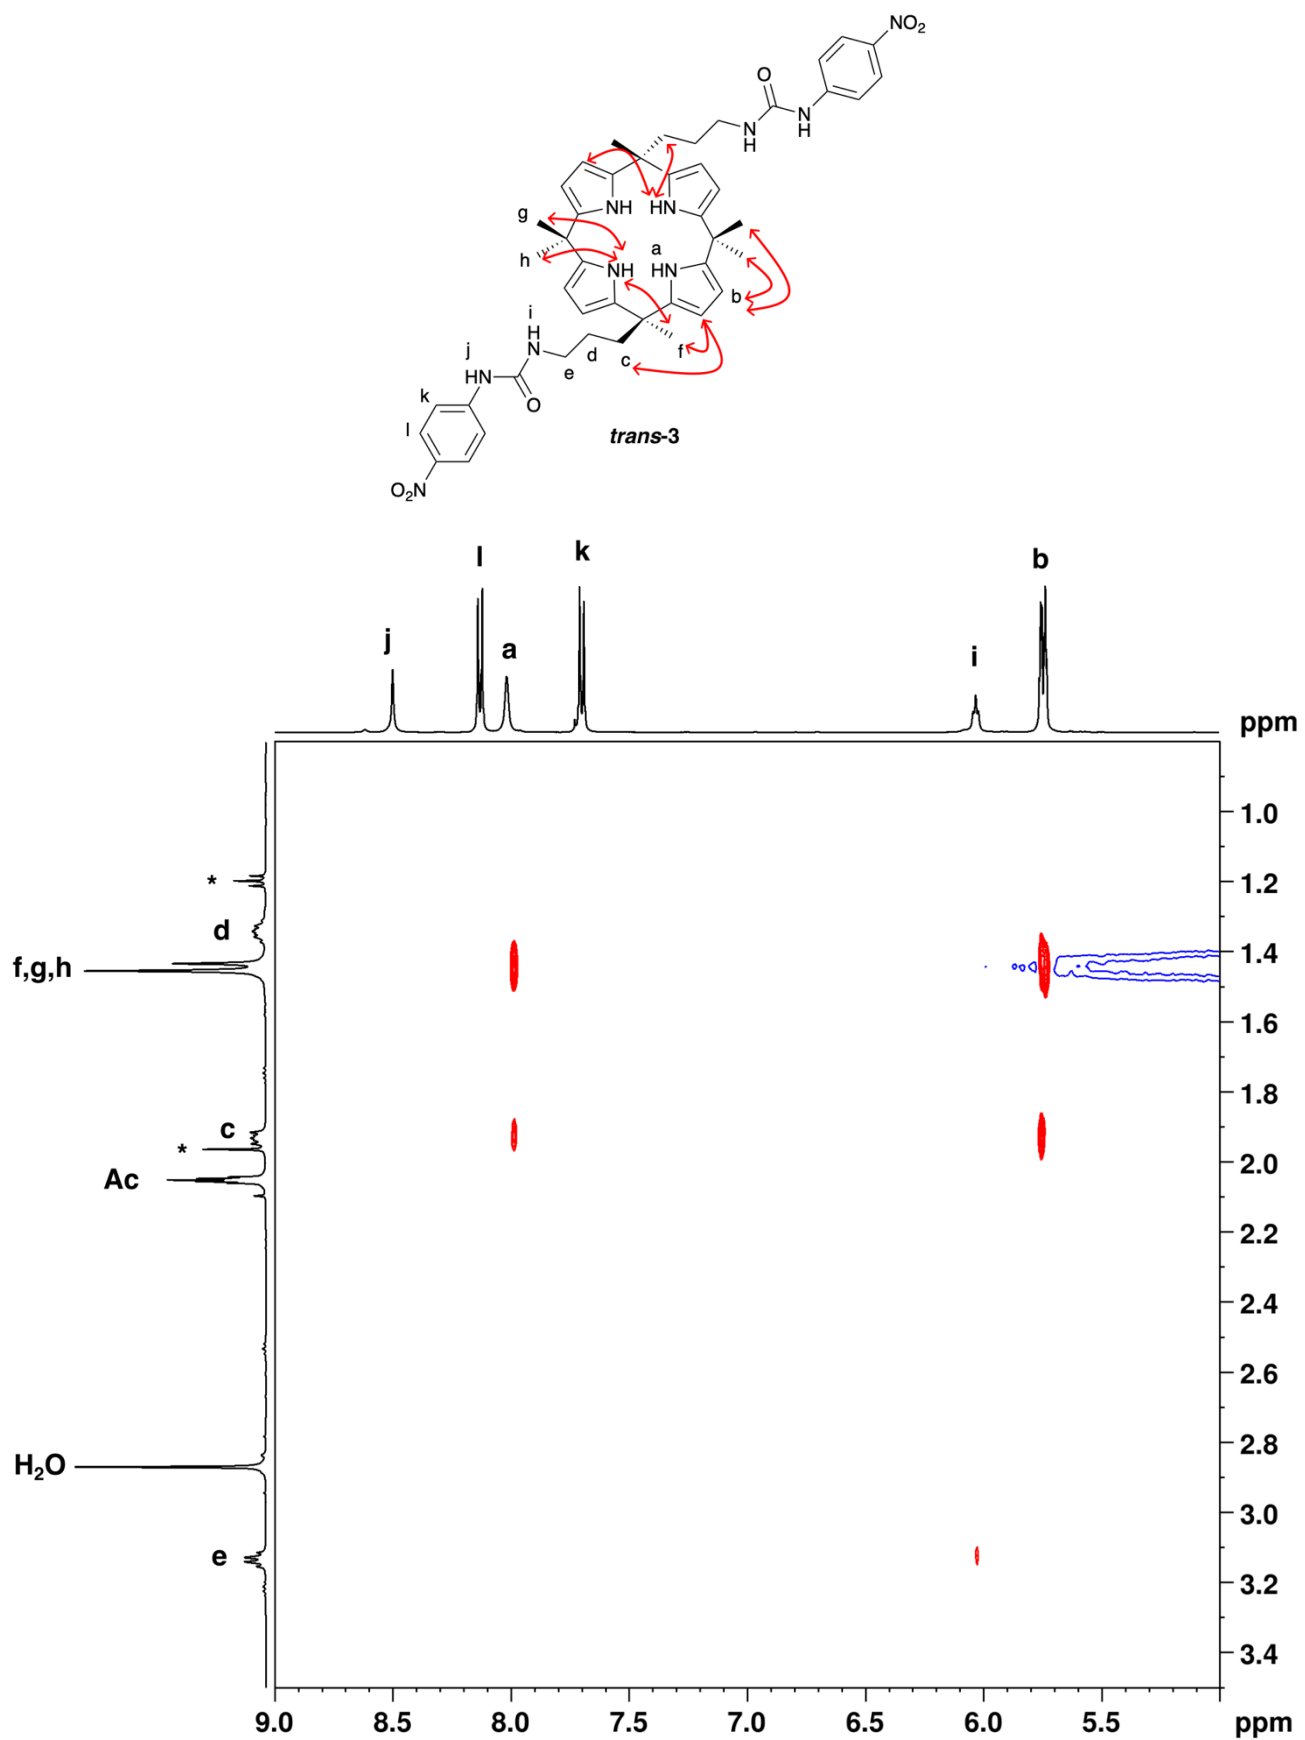 NO₂
O
N
H
N
H
NH
HN
g
h
a
NH
HN
b
i
H
N
j
HN
d
c
f
e
k
O
l
trans-3
O₂N
l
k
b
j
a
i
ppm
1.0
*
1.2
d
1.4
f,g,h
1.6
1.8
c
*
2.0
Ac
2.2
2.4
2.6
2.8
H₂O
3.0
e
3.2
3.4
9.0 8.5 8.0 7.5 7.0 6.5 6.0 5.5 ppm